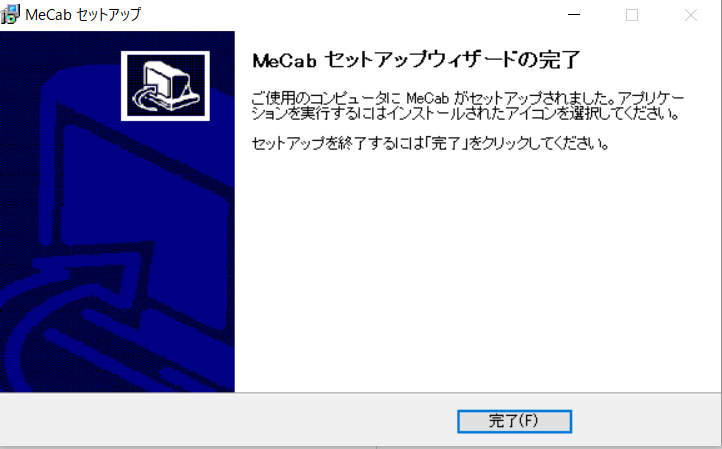 MeCab セットアップ
MeCab セットアップウィザードの完了
ご使用のコンピュータに MeCab がセットアップされました。アプリケー
ションを実行するにはインストールされたアイコンを選択してください。
セットアップを終了するには「完了」をクリックしてください。
完了(F)